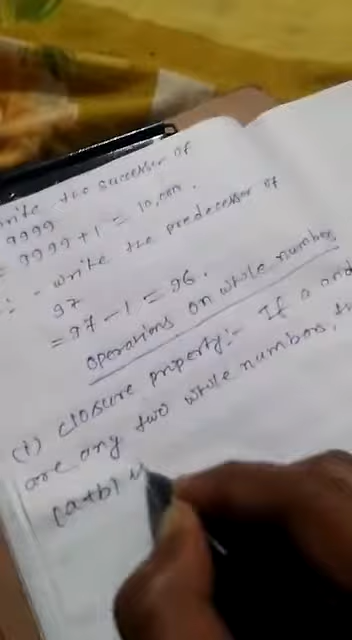 write the successor of
9999
= 9999 + 1 = 10,000.
:- write the predecessor of
97
= 97 - 1 = 96.
operations on whole number
(i) closure property:- If a and
are any two whole numbers,
(a+b)